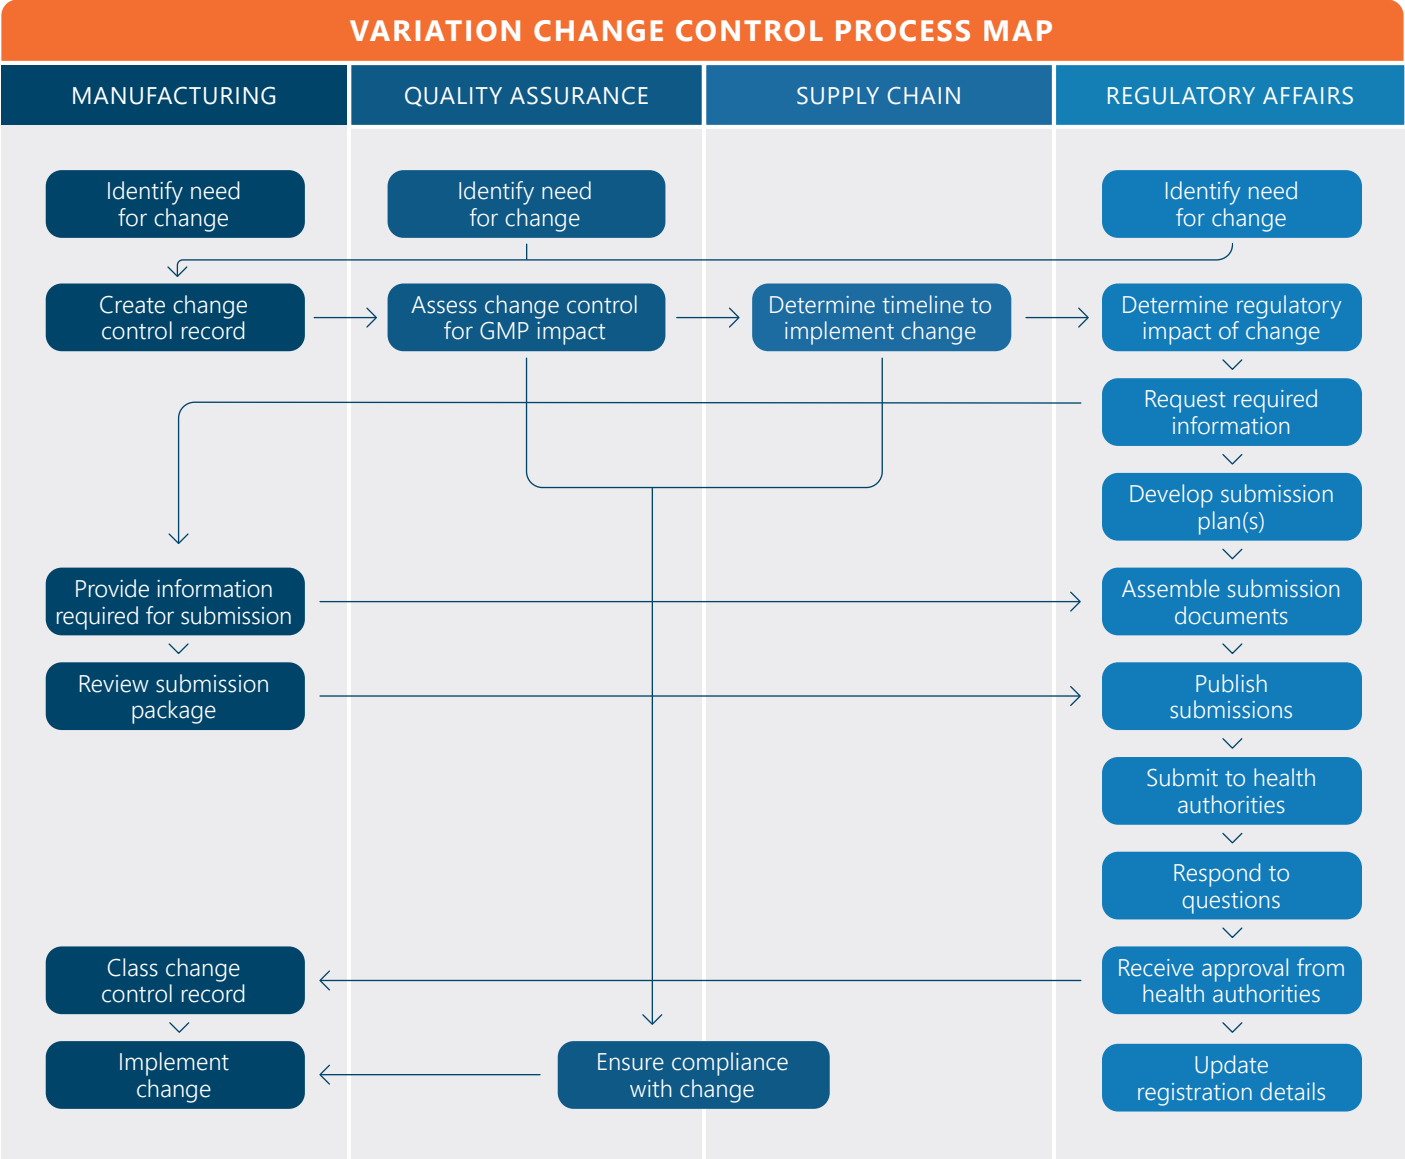 VARIATION CHANGE CONTROL PROCESS MAP
MANUFACTURING
QUALITY ASSURANCE
SUPPLY CHAIN
REGULATORY AFFAIRS
Identify need
for change
Identify need
for change
Identify need
for change
Create change
control record
Assess change control
for GMP impact
Determine timeline to
implement change
Determine regulatory
impact of change
Request required
information
Develop submission
plan(s)
Provide information
required for submission
Assemble submission
documents
Review submission
package
Publish
submissions
Submit to health
authorities
Respond to
questions
Class change
control record
Receive approval from
health authorities
Implement
change
Ensure compliance
with change
Update
registration details